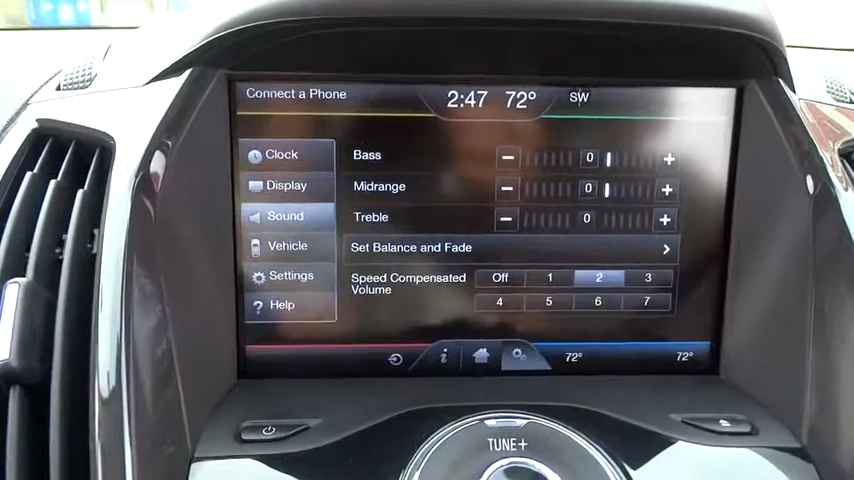 Connect a Phone
2:47 72° SW
Clock
Display
Sound
Vehicle
Settings
? Help
Bass - 0 +
Midrange - 0 +
Treble - 0 +
Set Balance and Fade >
Speed Compensated
Volume
Off 1 2 3
4 5 6 7
i 72° 72°
TUNE+